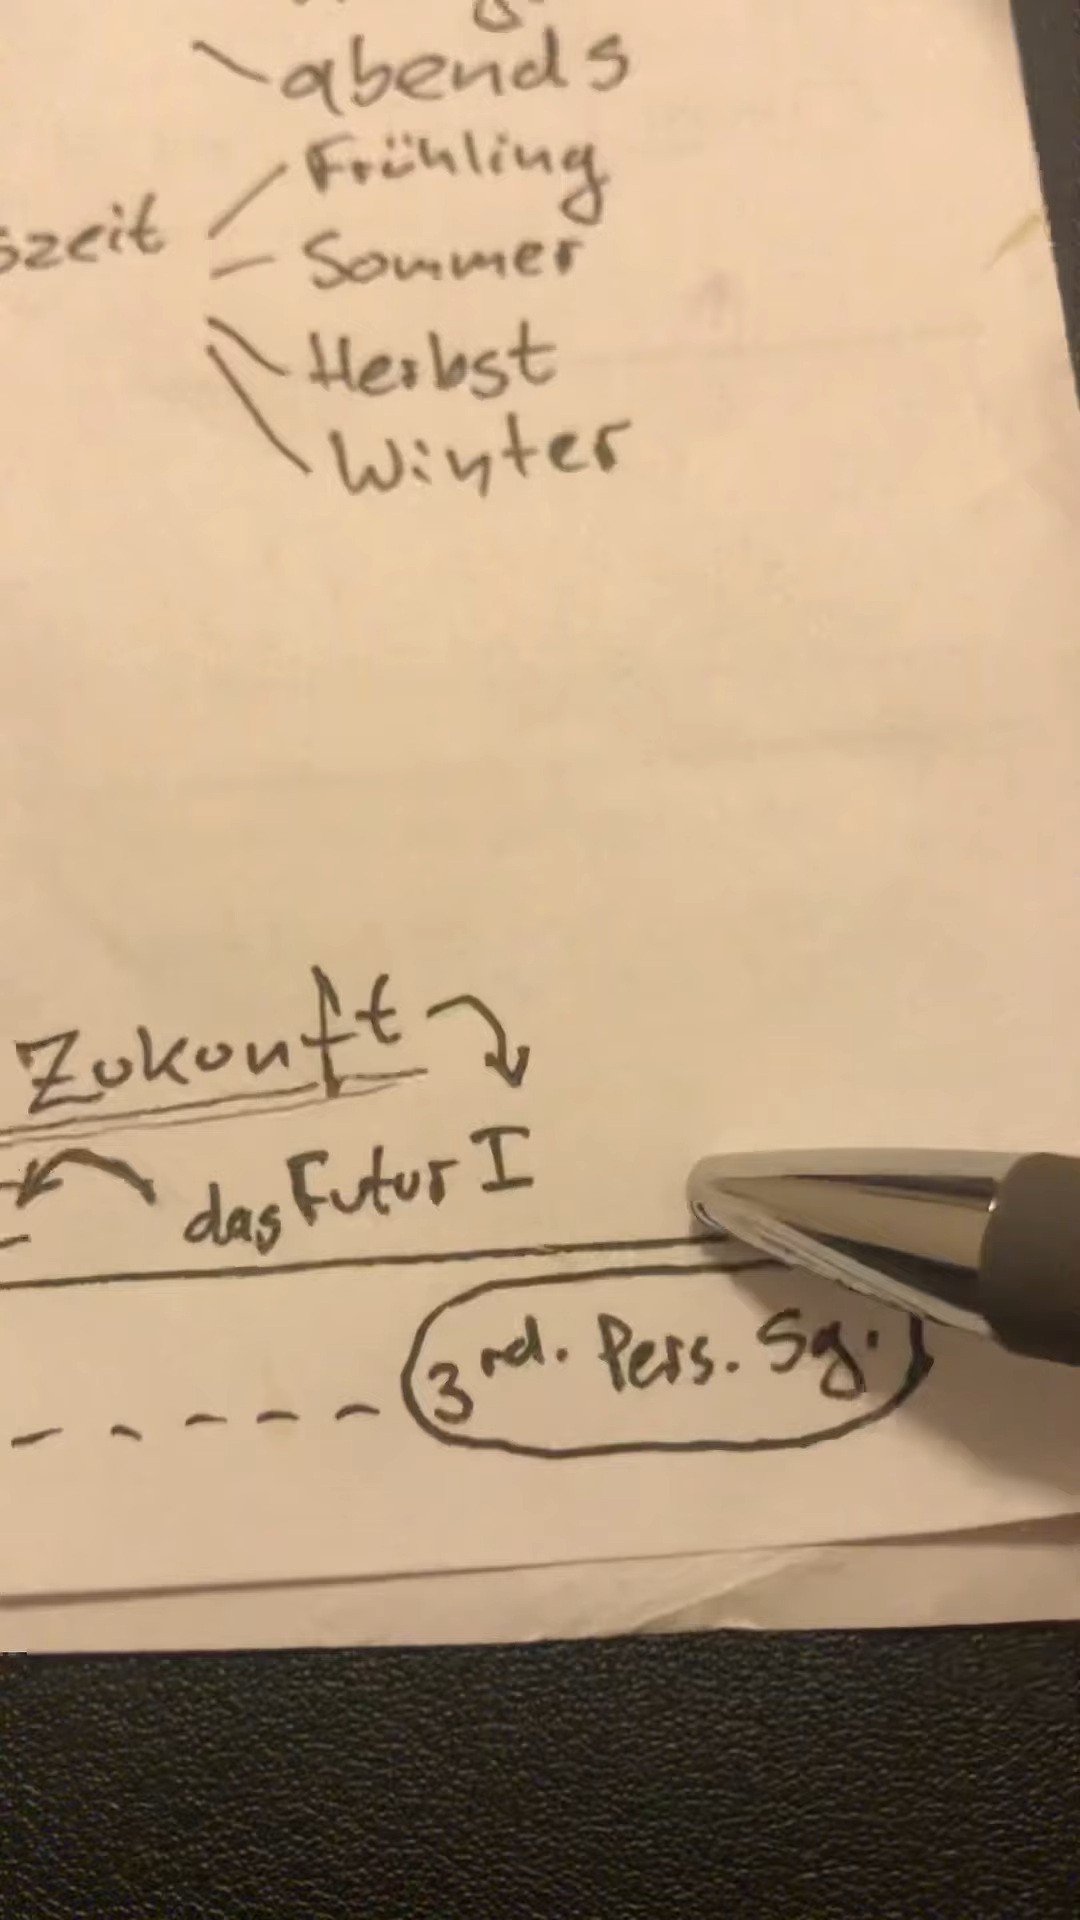 abends
Frühling
szeit
Sommer
Herbst
Winter
Zukunft
das Futur I
3rd. Pers. Sg.